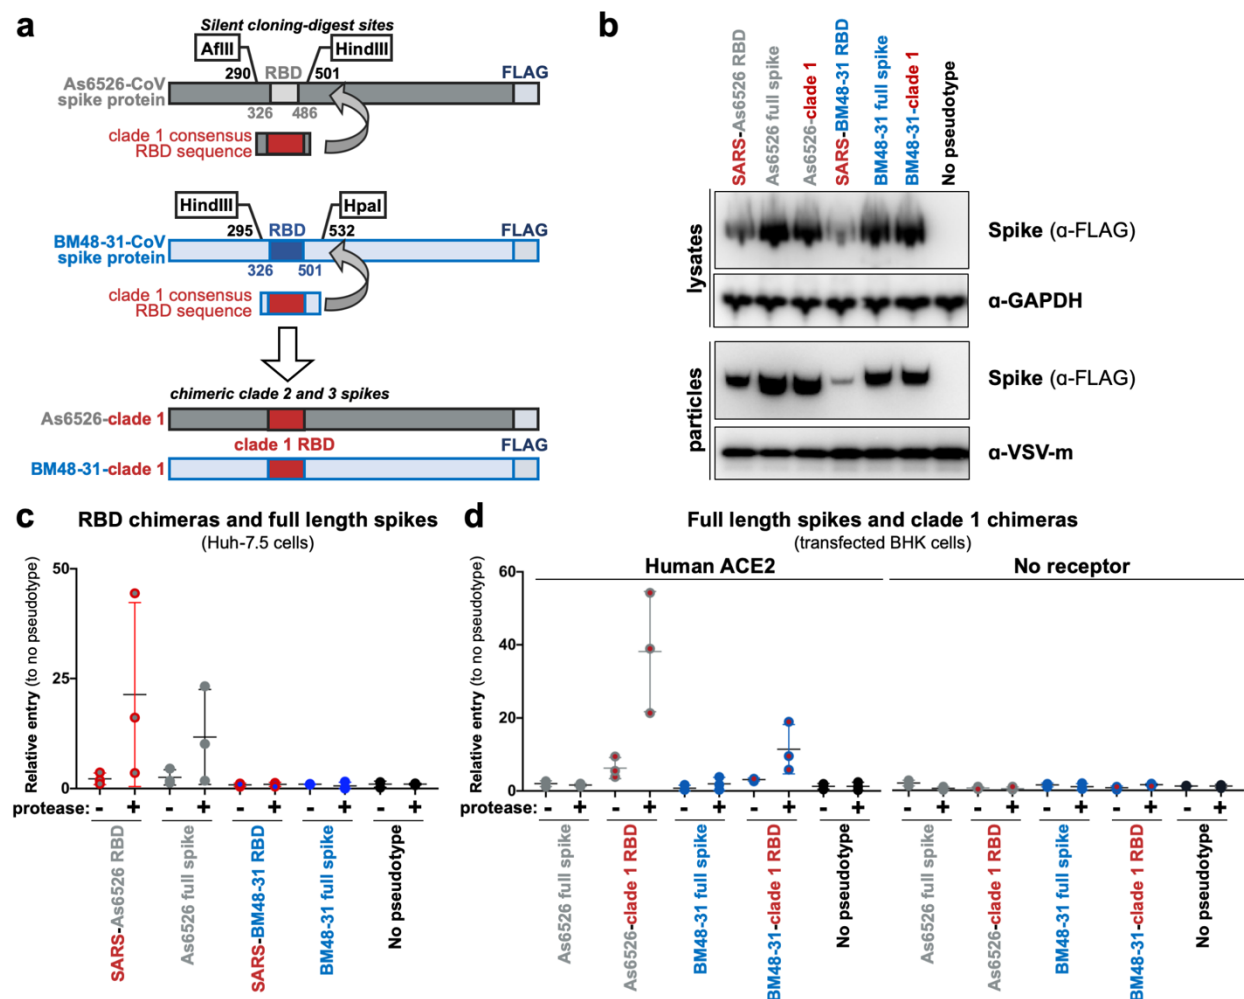 a
Silent cloning-digest sites
AflII
HindIII
290
RBD
501
FLAG
As6526-CoV
spike protein
326
486
clade 1 consensus
RBD sequence
HindIII
HpaI
295
RBD
532
FLAG
BM48-31-CoV
spike protein
326
501
clade 1 consensus
RBD sequence
chimeric clade 2 and 3 spikes
As6526-clade 1
clade 1 RBD
FLAG
BM48-31-clade 1
b
SARS-As6526 RBD
As6526 full spike
As6526-clade 1
SARS-BM48-31 RBD
BM48-31 full spike
BM48-31-clade 1
No pseudotype
lysates
Spike (α-FLAG)
α-GAPDH
particles
Spike (α-FLAG)
α-VSV-m
c
RBD chimeras and full length spikes
(Huh-7.5 cells)
Relative entry (to no pseudotype)
50
25
0
protease: - + - + - + - + - +
SARS-As6526 RBD
As6526 full spike
SARS-BM48-31 RBD
BM48-31 full spike
No pseudotype
d
Full length spikes and clade 1 chimeras
(transfected BHK cells)
Human ACE2
No receptor
Relative entry (to no pseudotype)
60
40
20
0
protease: - + - + - + - + - + - + - + - + - + - +
As6526 full spike
As6526-clade 1 RBD
BM48-31 full spike
BM48-31-clade 1 RBD
No pseudotype
As6526 full spike
As6526-clade 1 RBD
BM48-31 full spike
BM48-31-clade 1 RBD
No pseudotype